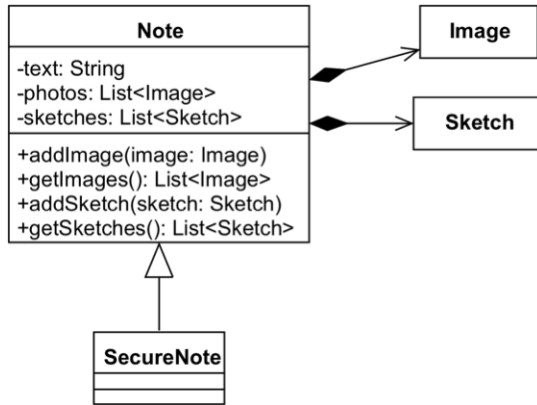 Note
-text: String
-photos: List<Image>
-sketches: List<Sketch>
+addImage(image: Image)
+getImages(): List<Image>
+addSketch(sketch: Sketch)
+getSketches(): List<Sketch>
Image
Sketch
SecureNote